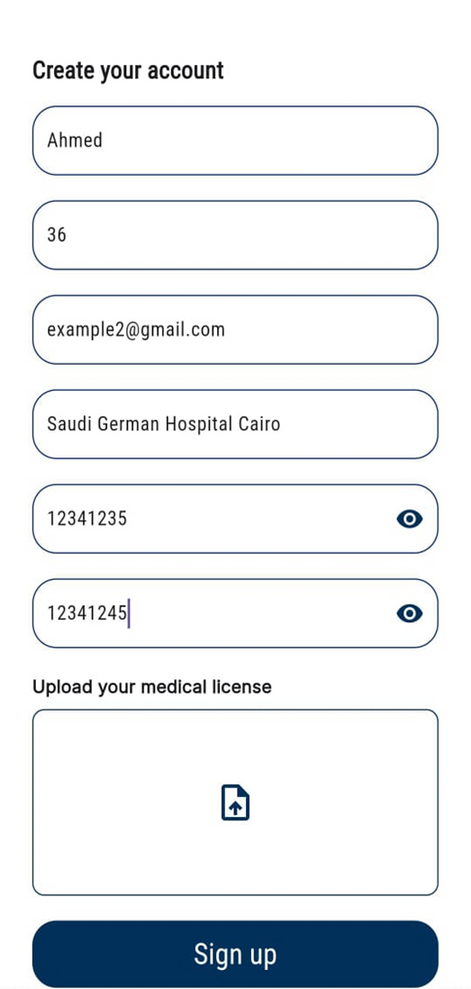 Create your account
Ahmed
36
example2@gmail.com
Saudi German Hospital Cairo
12341235
12341245
Upload your medical license
Sign up